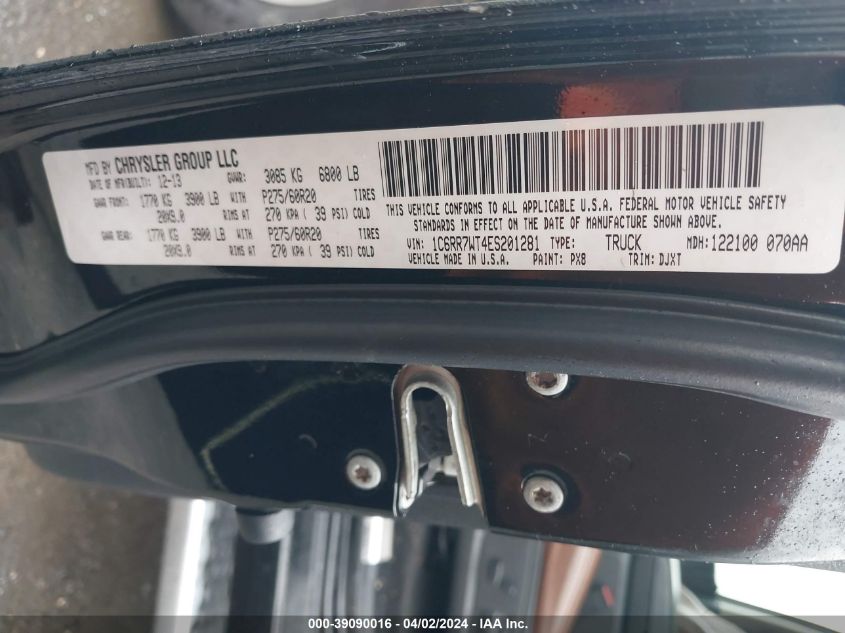 MFD BY CHRYSLER GROUP LLC
DATE OF MFR(BUILT): 12-13 GVWR: 3085 KG 6800 LB
GAWR FRONT: 1770 KG 3900 LB WITH P275/60R20 TIRES
20X9.0 RIMS AT 270 KPA ( 39 PSI) COLD
GAWR REAR: 1770 KG 3900 LB WITH P275/60R20 TIRES
20X9.0 RIMS AT 270 KPA ( 39 PSI) COLD
THIS VEHICLE CONFORMS TO ALL APPLICABLE U.S.A. FEDERAL MOTOR VEHICLE SAFETY
STANDARDS IN EFFECT ON THE DATE OF MANUFACTURE SHOWN ABOVE.
VIN: 1C6RR7WT4ES201281 TYPE: TRUCK MDH: 122100 070AA
VEHICLE MADE IN U.S.A. PAINT: PX8 TRIM: DJXT
000-39090016 - 04/02/2024 - IAA Inc.